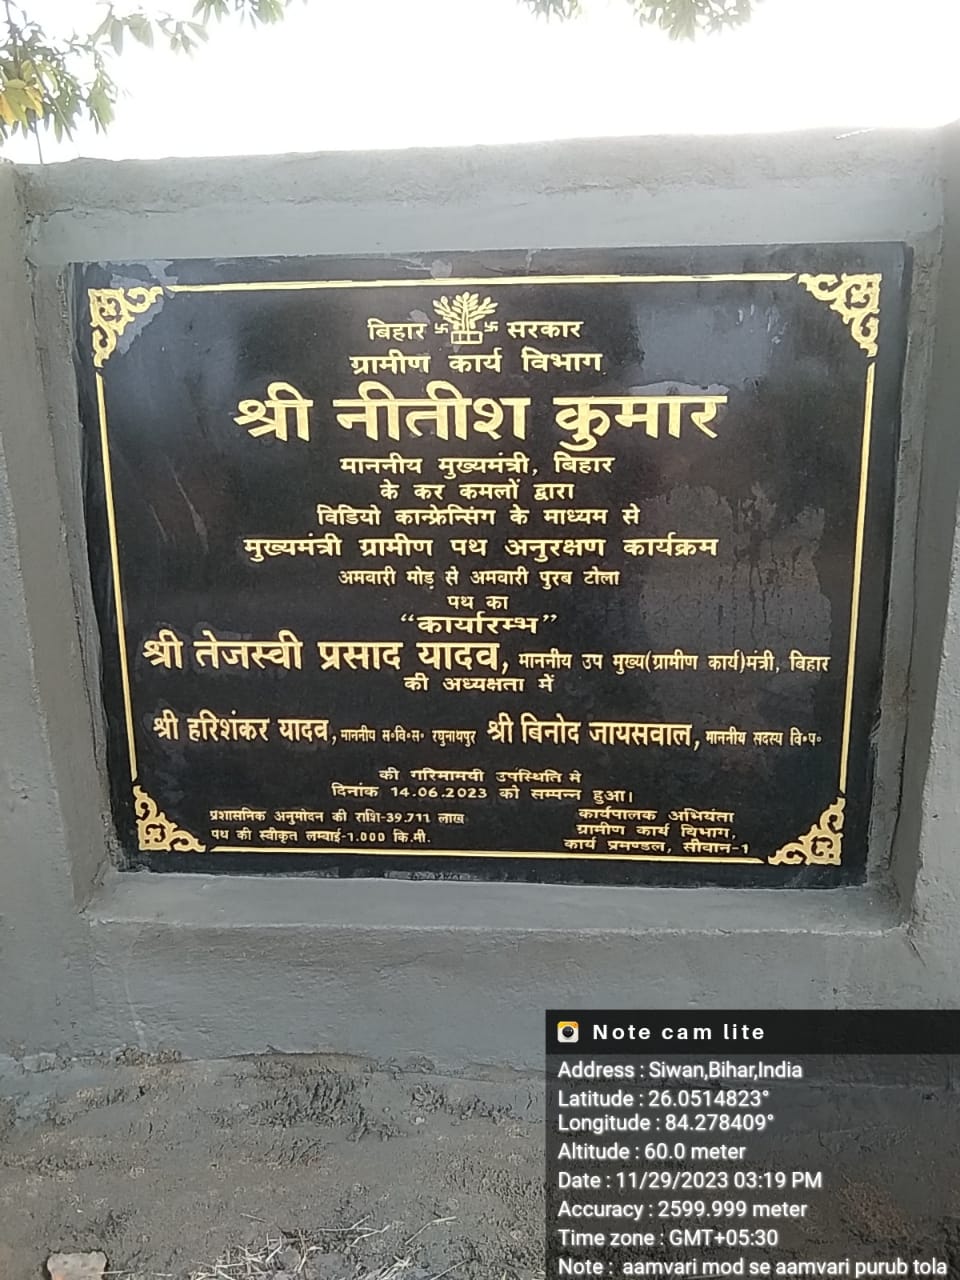 बिहार 卐 卐 सरकार
ग्रामीण कार्य विभाग
श्री नीतीश कुमार
माननीय मुख्यमंत्री, बिहार
के कर कमलों द्वारा
विडियो कान्फ्रेन्सिंग के माध्यम से
मुख्यमंत्री ग्रामीण पथ अनुरक्षण कार्यक्रम
अमवारी मोड़ से अमवारी पुरब टोला
पथ का
“कार्यारम्भ”
श्री तेजस्वी प्रसाद यादव, माननीय उप मुख्य(ग्रामीण कार्य)मंत्री, बिहार
की अध्यक्षता में
श्री हरिशंकर यादव, माननीय स॰वि॰स॰ रघुनाथपुर श्री बिनोद जायसवाल, माननीय सदस्य वि॰प॰
की गरिमामयी उपस्थिति में
दिनांक 14.06.2023 को सम्पन्न हुआ।
प्रशासनिक अनुमोदन की राशि-39.711 लाख
पथ की स्वीकृत लम्बाई-1.000 कि.मी.
कार्यपालक अभियंता
ग्रामीण कार्य विभाग,
कार्य प्रमण्डल, सीवान-1
Note cam lite
Address : Siwan,Bihar,India
Latitude : 26.0514823°
Longitude : 84.278409°
Altitude : 60.0 meter
Date : 11/29/2023 03:19 PM
Accuracy : 2599.999 meter
Time zone : GMT+05:30
Note : aamvari mod se aamvari purub tola